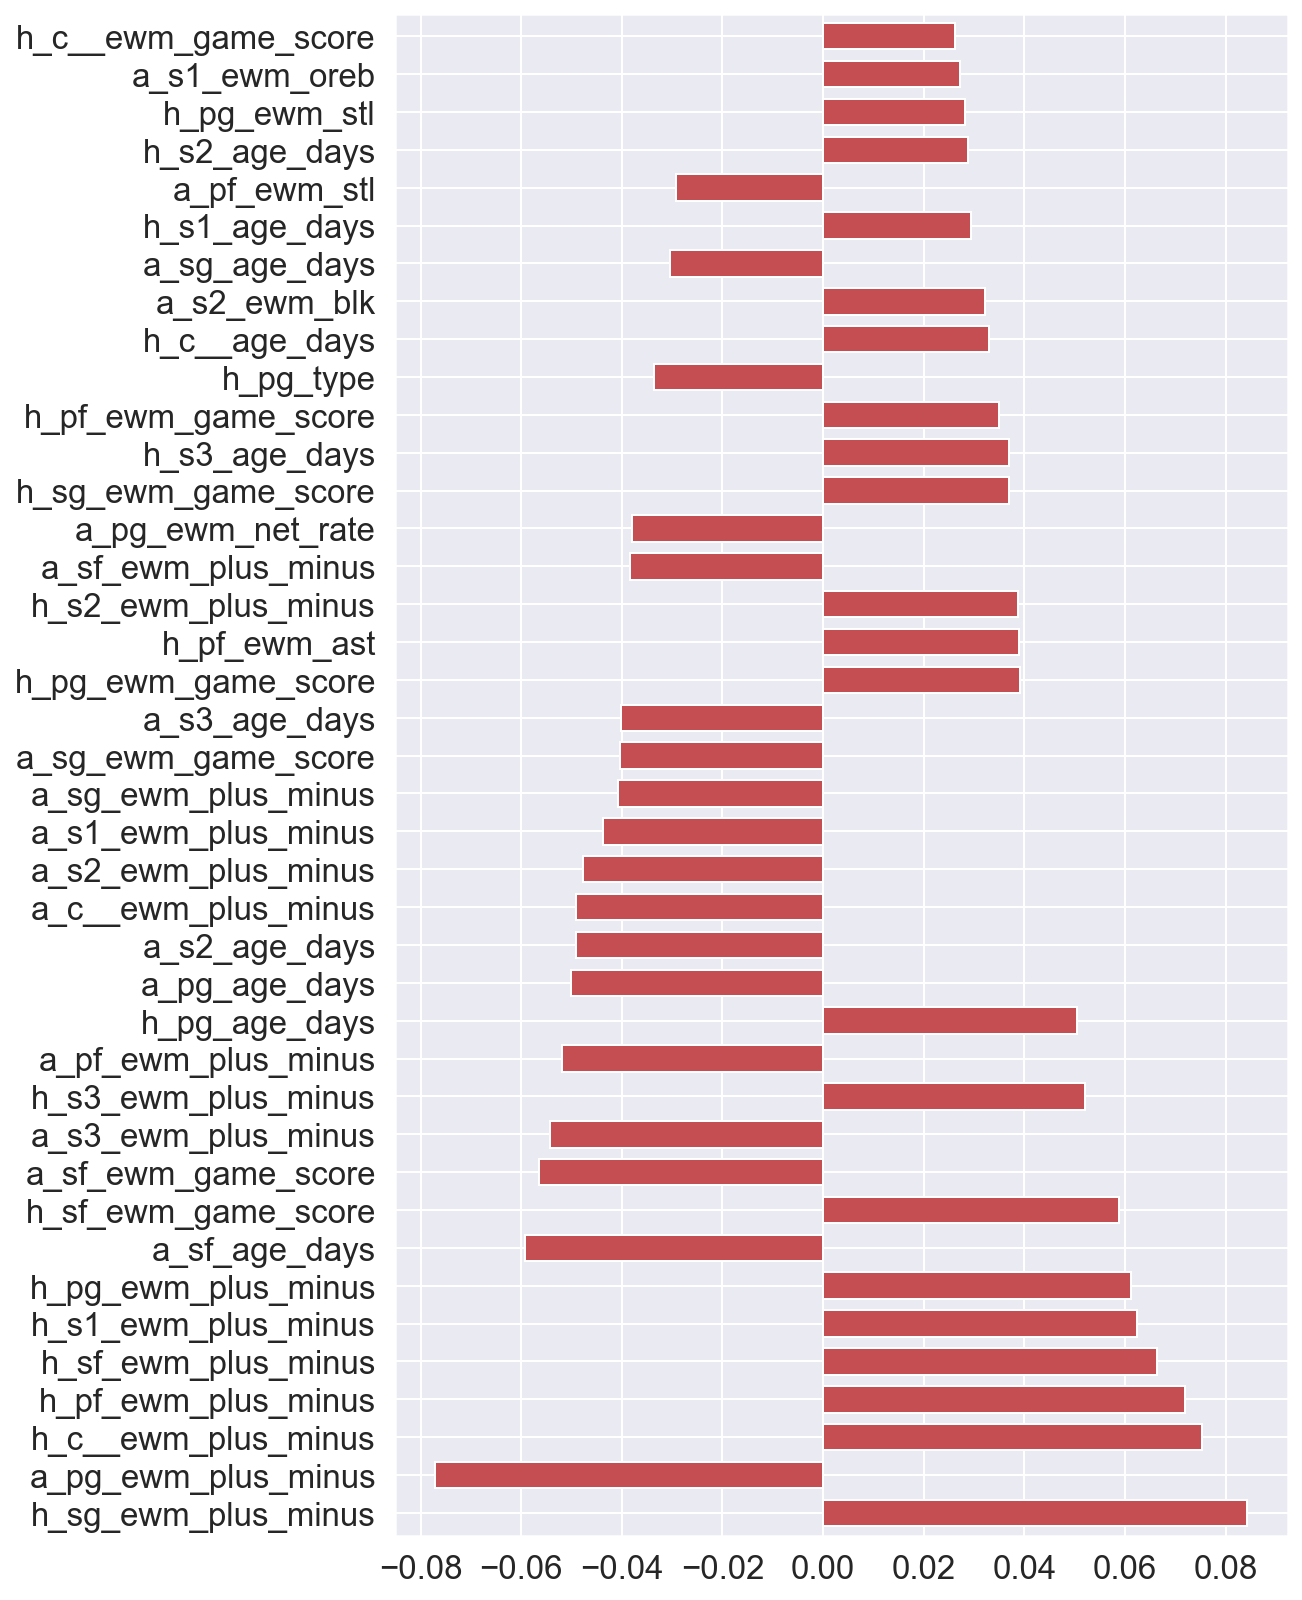 h_c__ewm_game_score
a_s1_ewm_oreb
h_pg_ewm_stl
h_s2_age_days
a_pf_ewm_stl
h_s1_age_days
a_sg_age_days
a_s2_ewm_blk
h_c__age_days
h_pg_type
h_pf_ewm_game_score
h_s3_age_days
h_sg_ewm_game_score
a_pg_ewm_net_rate
a_sf_ewm_plus_minus
h_s2_ewm_plus_minus
h_pf_ewm_ast
h_pg_ewm_game_score
a_s3_age_days
a_sg_ewm_game_score
a_sg_ewm_plus_minus
a_s1_ewm_plus_minus
a_s2_ewm_plus_minus
a_c__ewm_plus_minus
a_s2_age_days
a_pg_age_days
h_pg_age_days
a_pf_ewm_plus_minus
h_s3_ewm_plus_minus
a_s3_ewm_plus_minus
a_sf_ewm_game_score
h_sf_ewm_game_score
a_sf_age_days
h_pg_ewm_plus_minus
h_s1_ewm_plus_minus
h_sf_ewm_plus_minus
h_pf_ewm_plus_minus
h_c__ewm_plus_minus
a_pg_ewm_plus_minus
h_sg_ewm_plus_minus
−0.08 −0.06 −0.04 −0.02 0.00 0.02 0.04 0.06 0.08